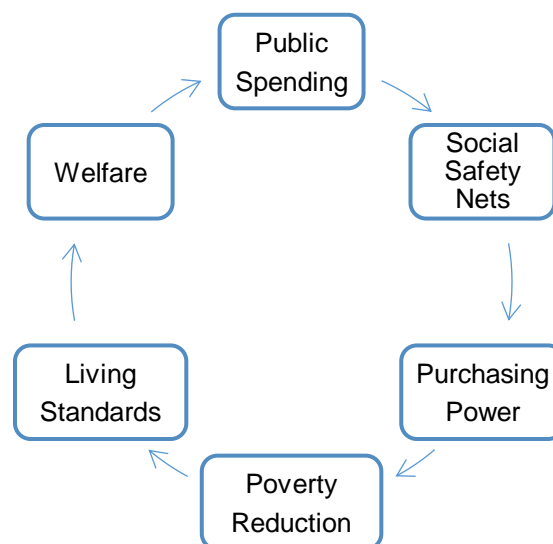 Public
Spending
Social
Safety
Nets
Purchasing
Power
Poverty
Reduction
Living
Standards
Welfare